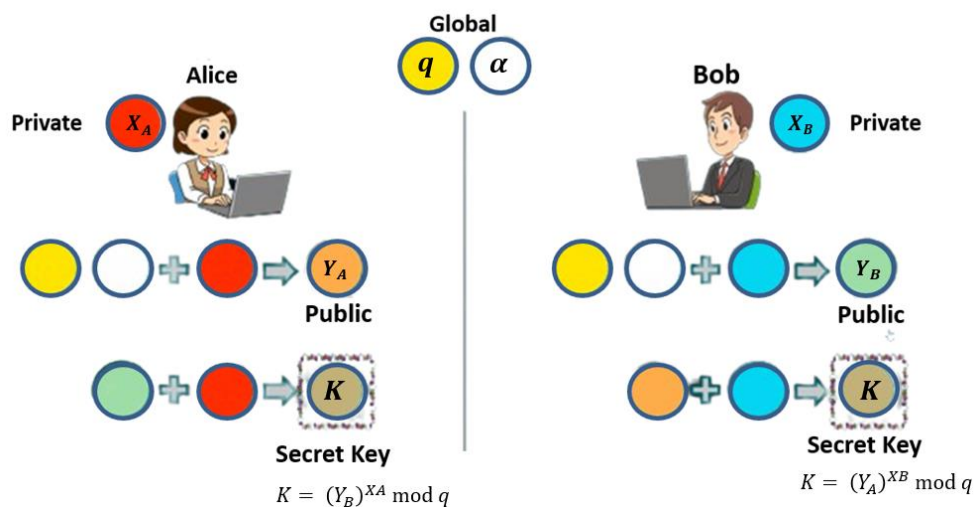 Global
q α
Alice
Bob
Private X_A
X_B Private
Y_A
Public
Y_B
Public
K
Secret Key
K = (Y_B)^{XA} mod q
K
Secret Key
K = (Y_A)^{XB} mod q